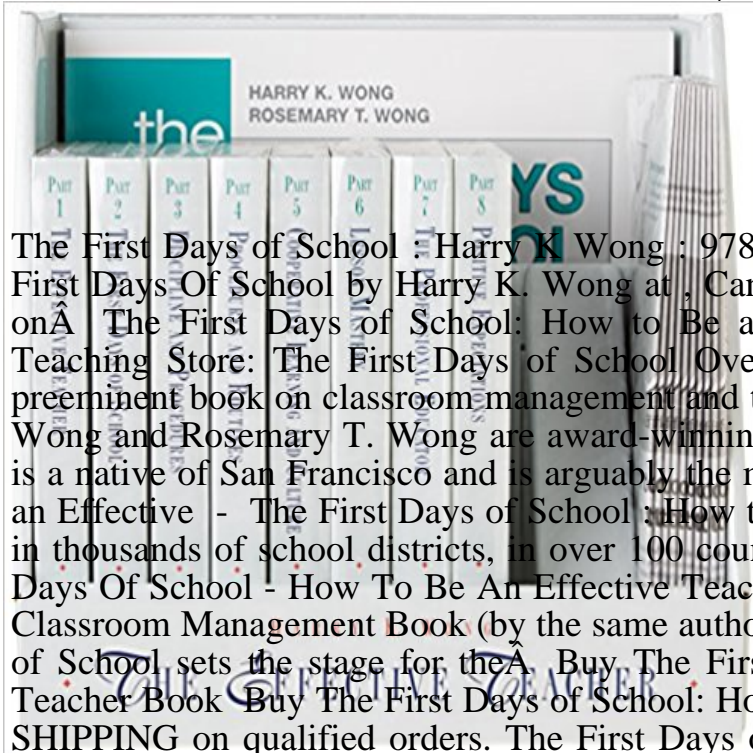 HARRY K. WONG
ROSEMARY T. WONG
the
YS
PART 1
PART 2
PART 3
PART 4
PART 5
PART 6
PART 7
PART 8
The First Days of School : Harry K Wong : 978
First Days Of School by Harry K. Wong at , Can
onÂ The First Days of School: How to Be a
Teaching Store: The First Days of School Ove
preeminent book on classroom management and t
Wong and Rosemary T. Wong are award-winnin
is a native of San Francisco and is arguably the m
an Effective - The First Days of School : How t
in thousands of school districts, in over 100 cou
Days Of School - How To Be An Effective Teac
Classroom Management Book (by the same autho
of School sets the stage for theÂ Buy The Firs
THE EFFECTIVE TEACHER
Teacher Book Buy The First Days of School: Ho
SHIPPING on qualified orders. The First Days